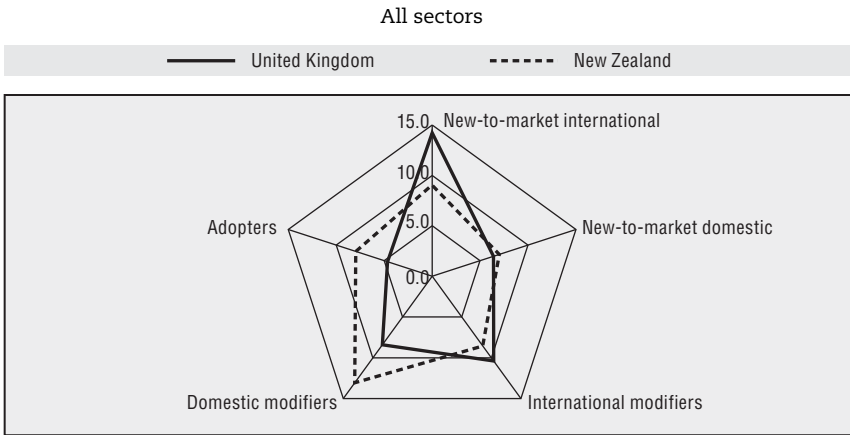 All sectors
United Kingdom New Zealand
15.0 New-to-market international
10.0
Adopters 5.0 New-to-market domestic
0.0
Domestic modifiers International modifiers